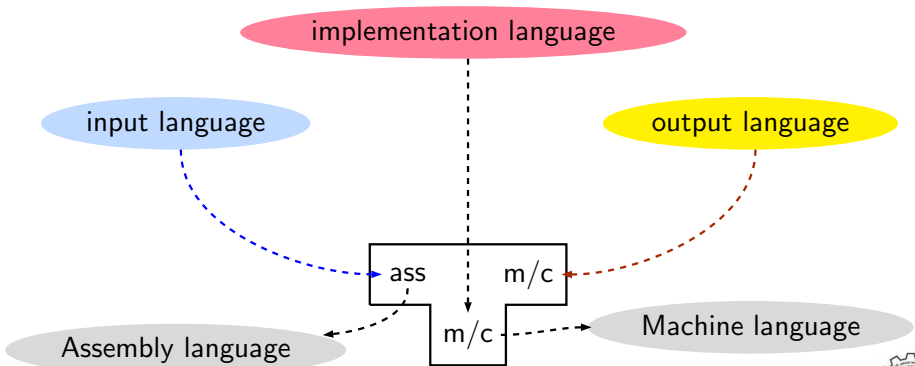 implementation language
input language
output language
ass
m/c
m/c
Machine language
Assembly language